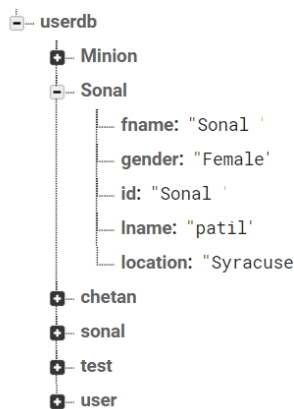 userdb
Minion
Sonal
fname: "Sonal '
gender: "Female'
id: "Sonal '
lname: "patil'
location: "Syracuse
chetan
sonal
test
user